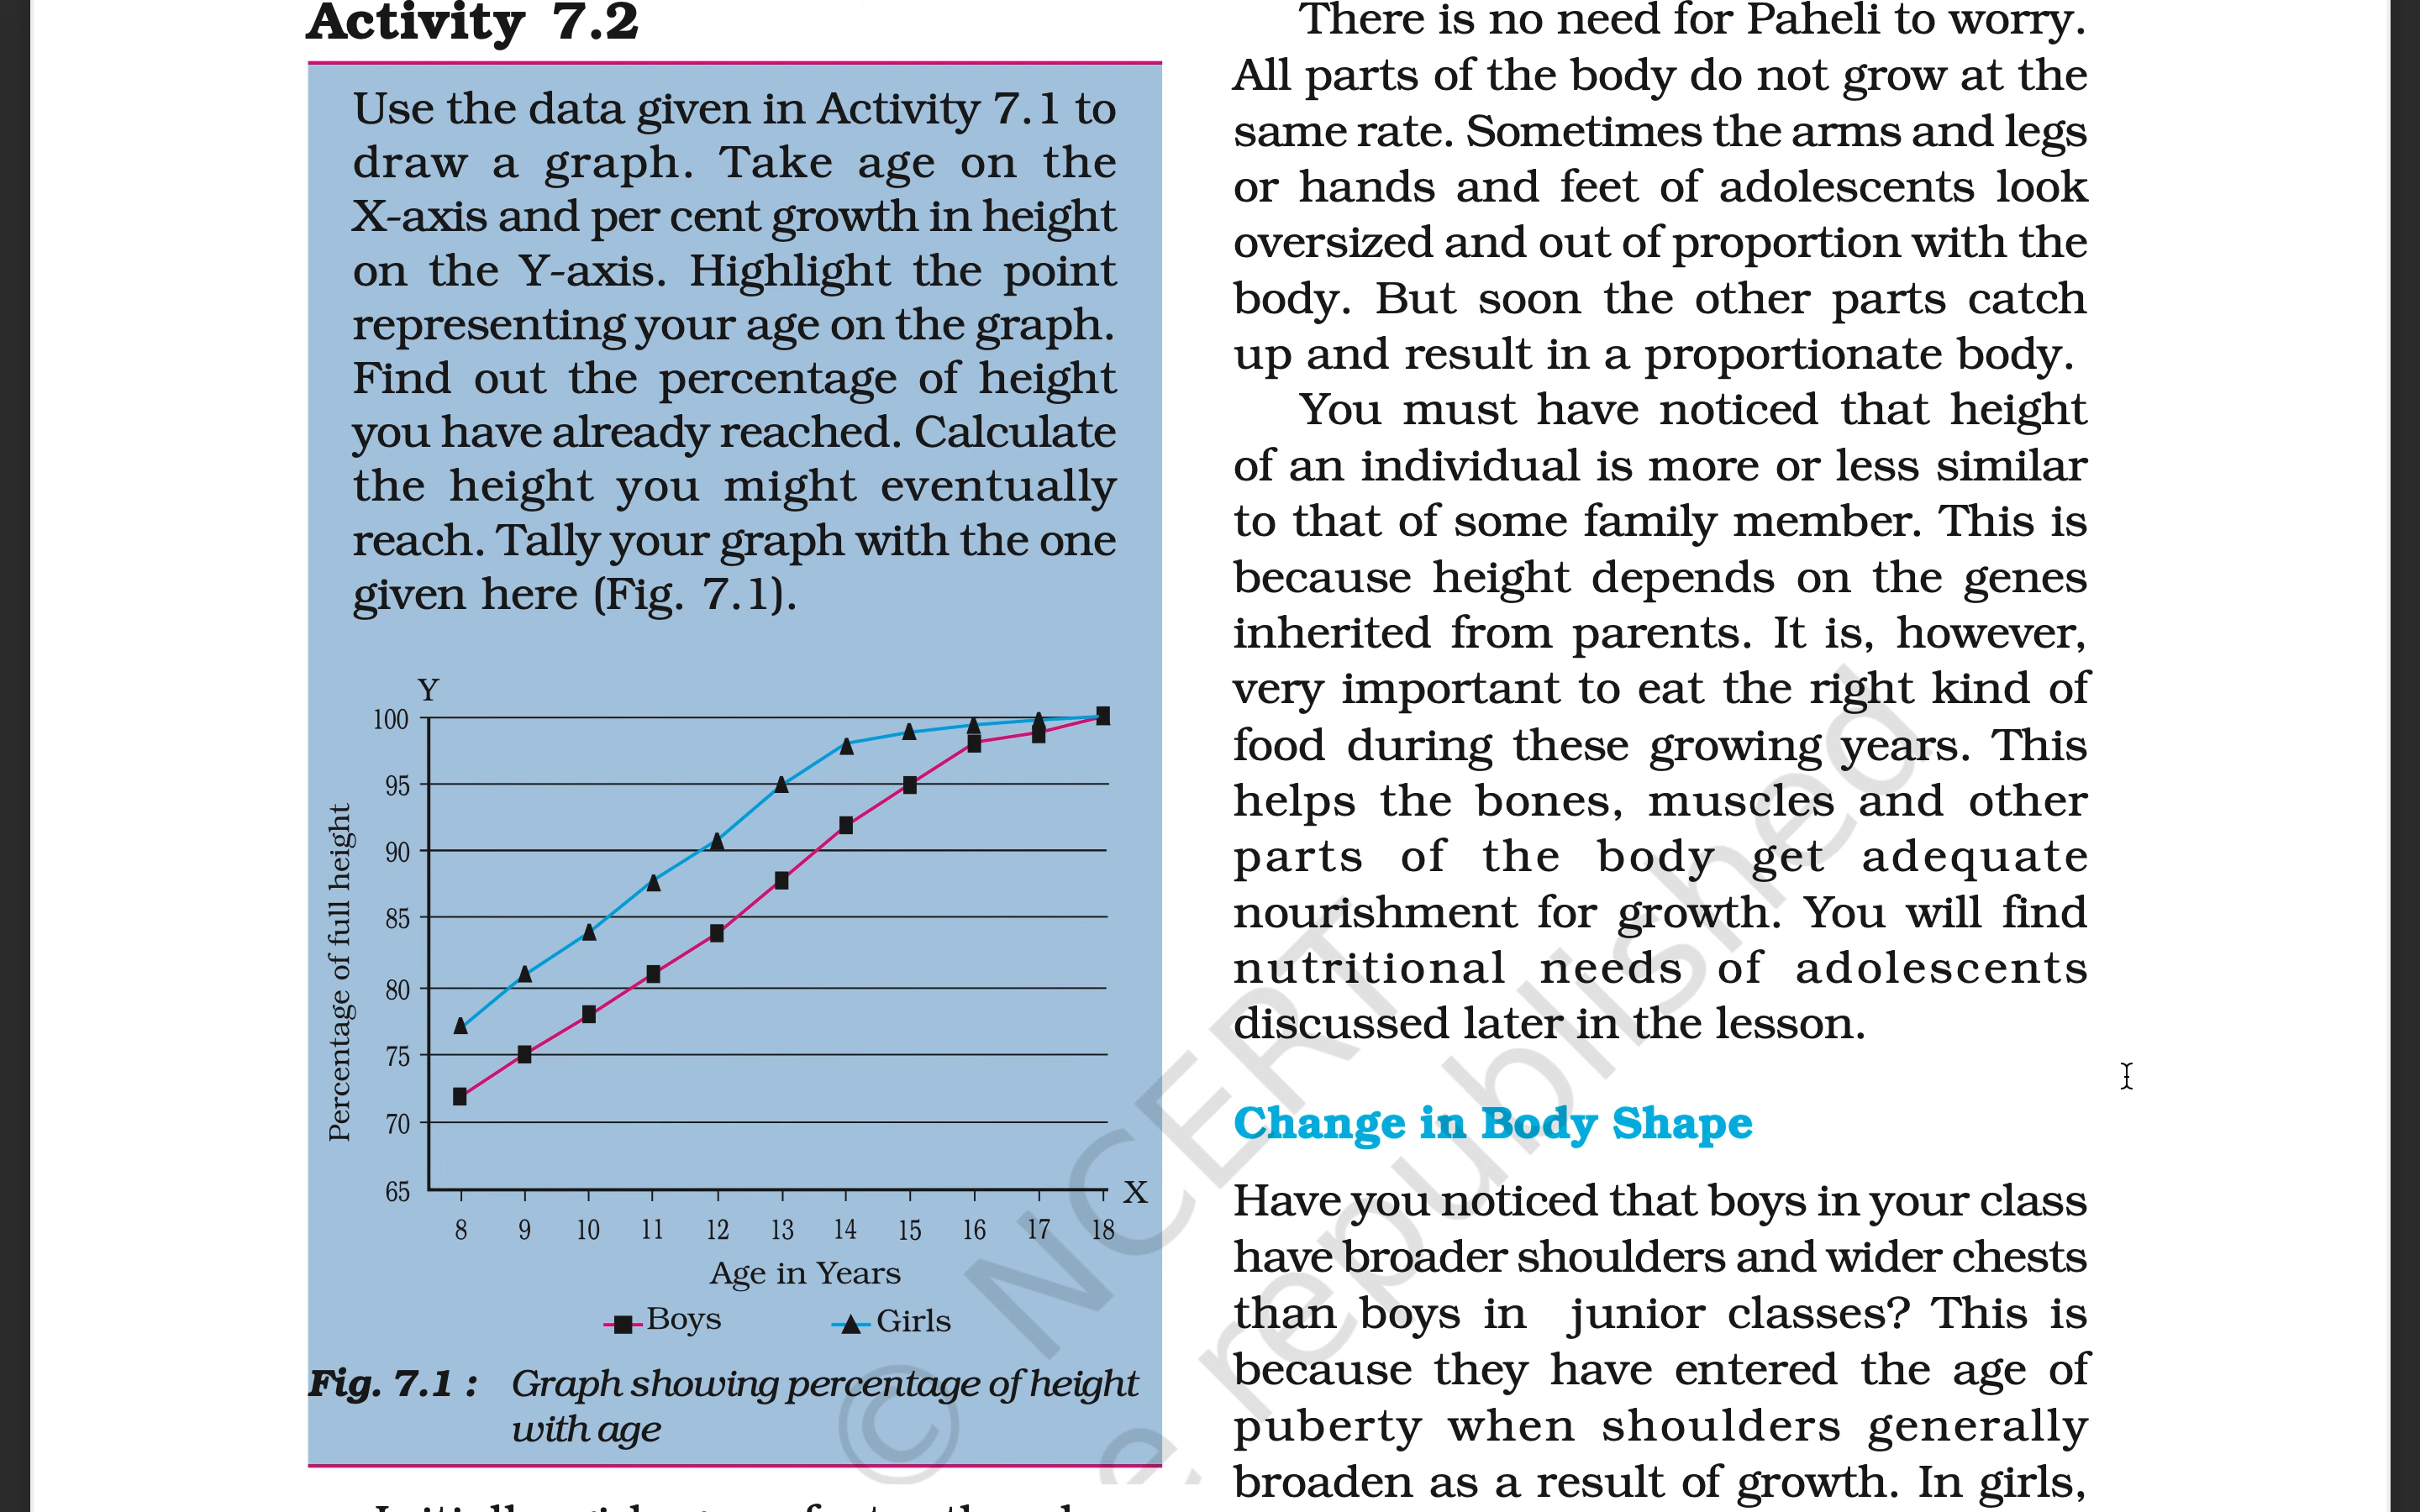 Activity 7.2
Use the data given in Activity 7.1 to
draw a graph. Take age on the
X-axis and per cent growth in height
on the Y-axis. Highlight the point
representing your age on the graph.
Find out the percentage of height
you have already reached. Calculate
the height you might eventually
reach. Tally your graph with the one
given here (Fig. 7.1).
Y
100
95
90
85
80
75
70
65
Percentage of full height
X
8 9 10 11 12 13 14 15 16 17 18
Age in Years
Boys Girls
Fig. 7.1 : Graph showing percentage of height
with age
There is no need for Paheli to worry.
All parts of the body do not grow at the
same rate. Sometimes the arms and legs
or hands and feet of adolescents look
oversized and out of proportion with the
body. But soon the other parts catch
up and result in a proportionate body.
You must have noticed that height
of an individual is more or less similar
to that of some family member. This is
because height depends on the genes
inherited from parents. It is, however,
very important to eat the right kind of
food during these growing years. This
helps the bones, muscles and other
parts of the body get adequate
nourishment for growth. You will find
nutritional needs of adolescents
discussed later in the lesson.
Change in Body Shape
Have you noticed that boys in your class
have broader shoulders and wider chests
than boys in junior classes? This is
because they have entered the age of
puberty when shoulders generally
broaden as a result of growth. In girls,
© NCERT
republished